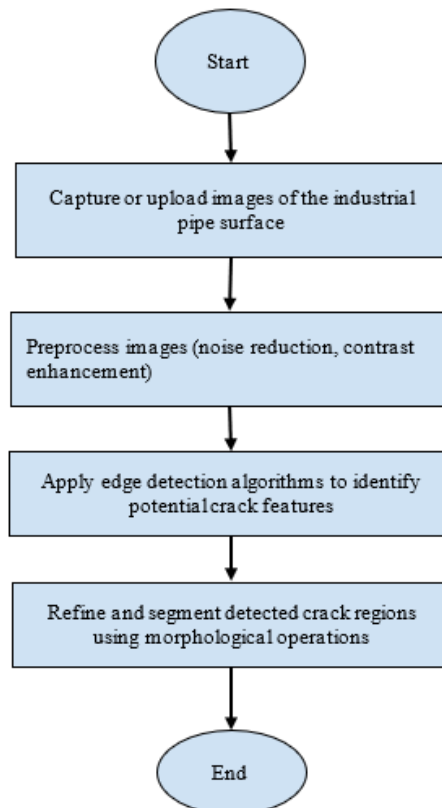 Start
Capture or upload images of the industrial
pipe surface
Preprocess images (noise reduction, contrast
enhancement)
Apply edge detection algorithms to identify
potential crack features
Refine and segment detected crack regions
using morphological operations
End